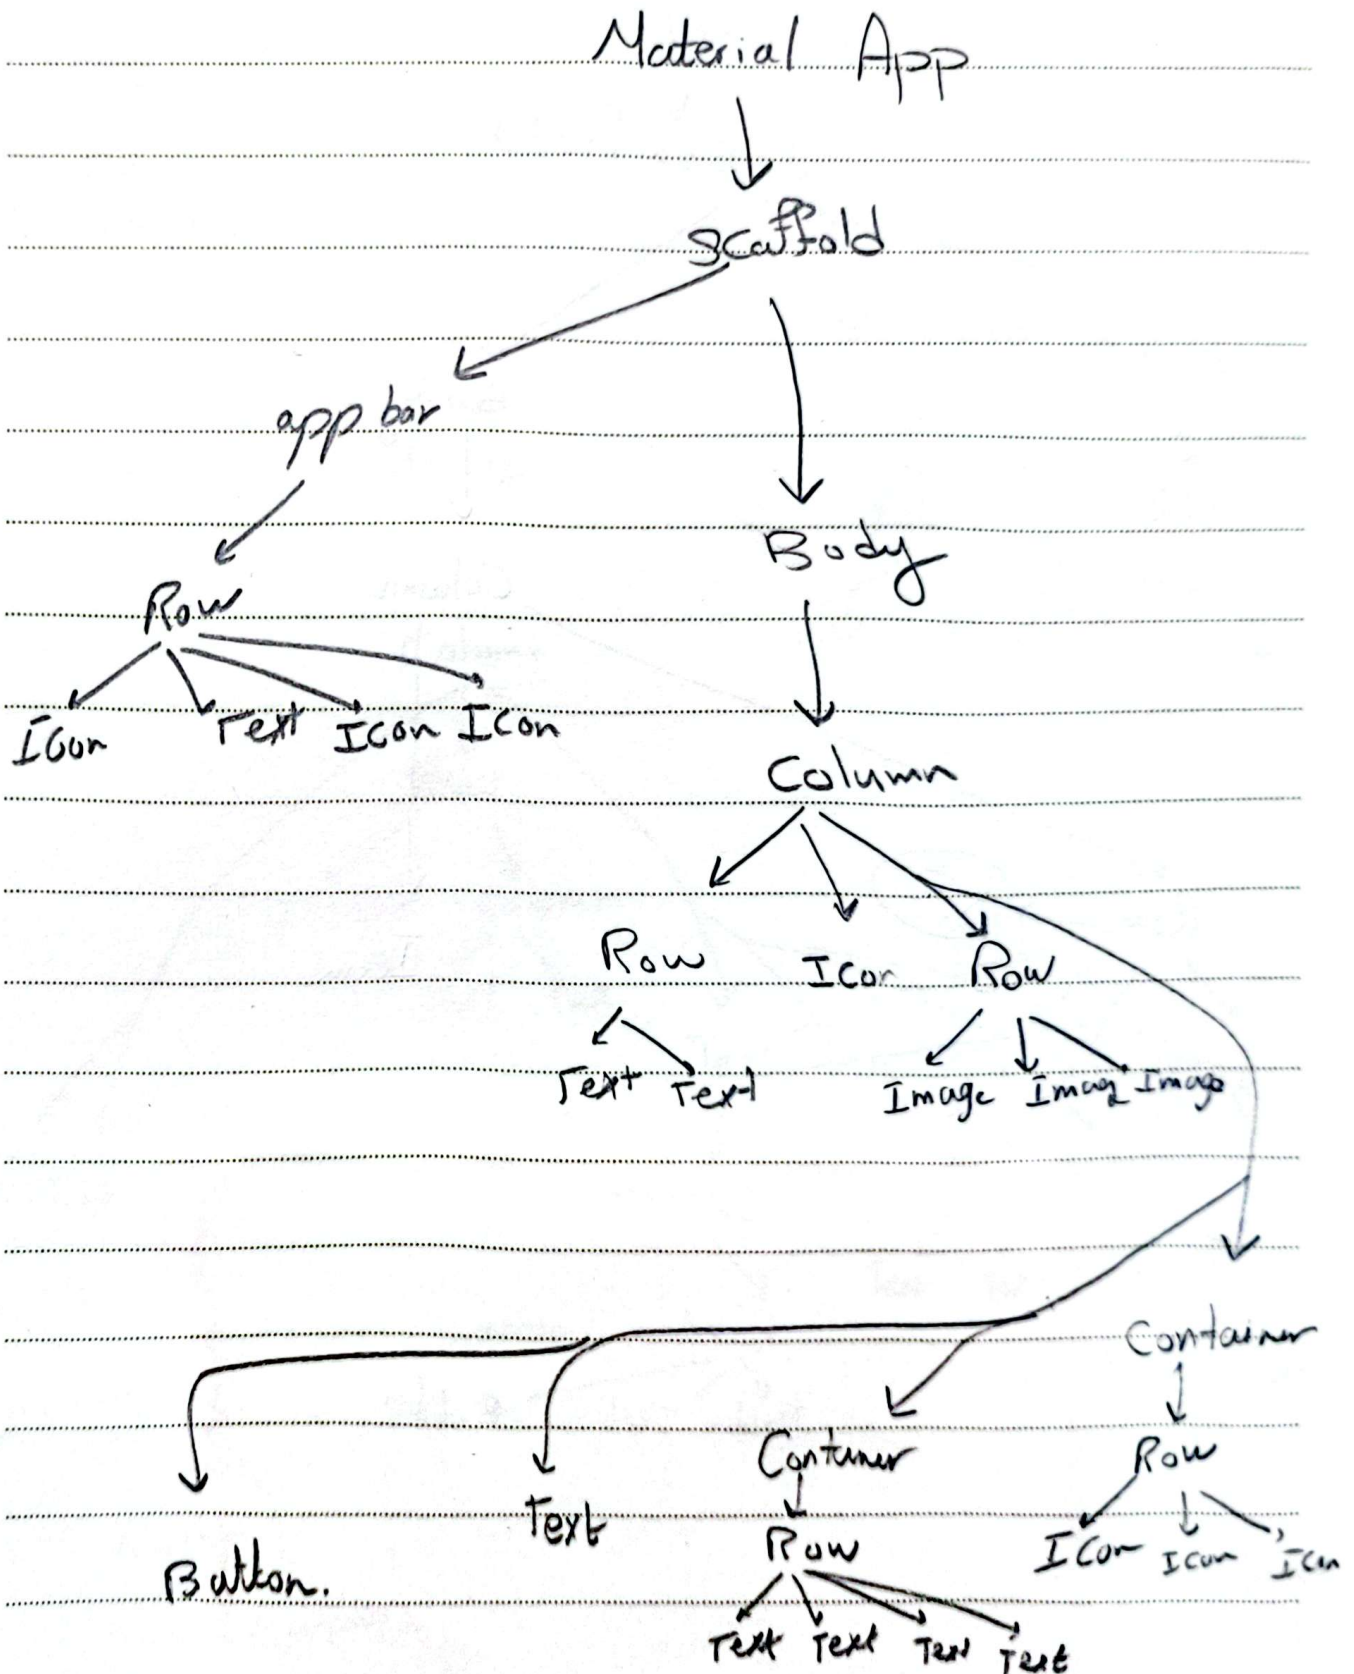 Material App
Scaffold
app bar
Body
Row
Icon Text Icon Icon
Column
Row Icon Row
Text Text Image Imag Image
Container
Container Row
Text Row Icon Icon Icon
Button.
Text Text Text Text